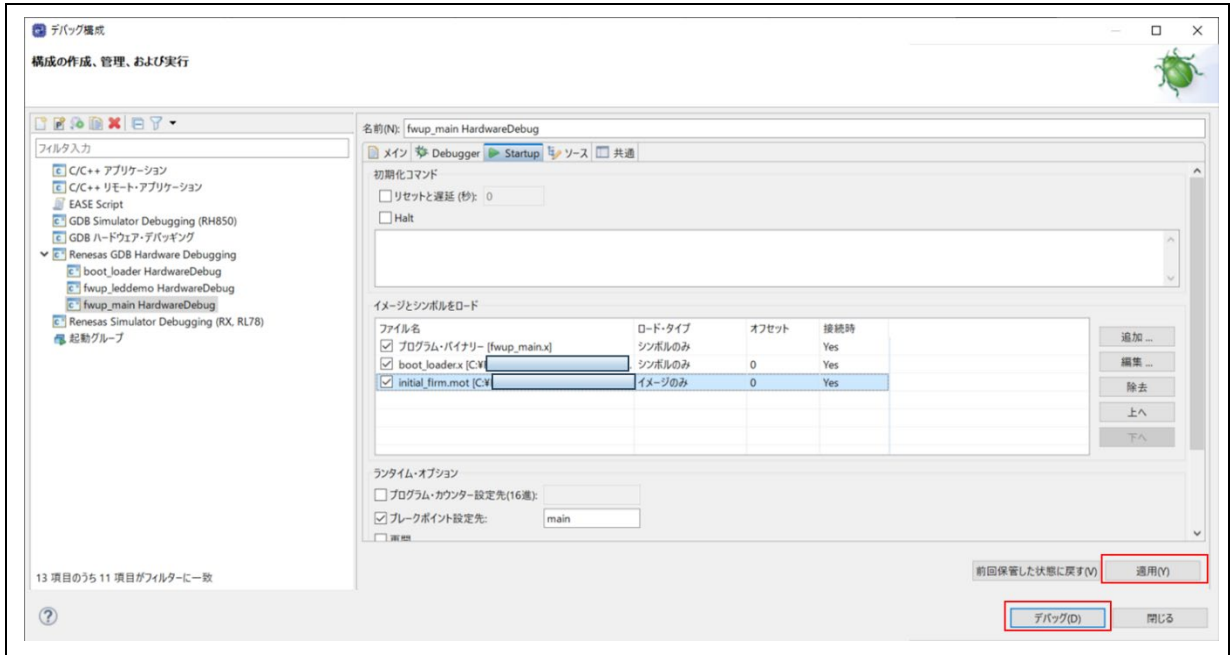 デバッグ構成
構成の作成、管理、および実行
フィルタ入力
C/C++ アプリケーション
C/C++ リモート・アプリケーション
EASE Script
GDB Simulator Debugging (RH850)
GDB ハードウェア・デバッギング
Renesas GDB Hardware Debugging
boot_loader HardwareDebug
fwup_leddemo HardwareDebug
fwup_main HardwareDebug
Renesas Simulator Debugging (RX, RL78)
起動グループ
13 項目のうち 11 項目がフィルターに一致
名前(N): fwup_main HardwareDebug
メイン Debugger Startup ソース 共通
初期化コマンド
リセットと遅延 (秒): 0
Halt
イメージとシンボルをロード
ファイル名 ロード・タイプ オフセット 接続時
プログラム・バイナリー [fwup_main.x] シンボルのみ Yes
boot_loader.x [C:¥ シンボルのみ 0 Yes
initial_firm.mot [C:¥ イメージのみ 0 Yes
追加 ...
編集 ...
除去
上へ
下へ
ランタイム・オプション
プログラム・カウンター設定先(16進):
ブレークポイント設定先: main
再開
前回保管した状態に戻す(V) 適用(Y)
デバッグ(D) 閉じる